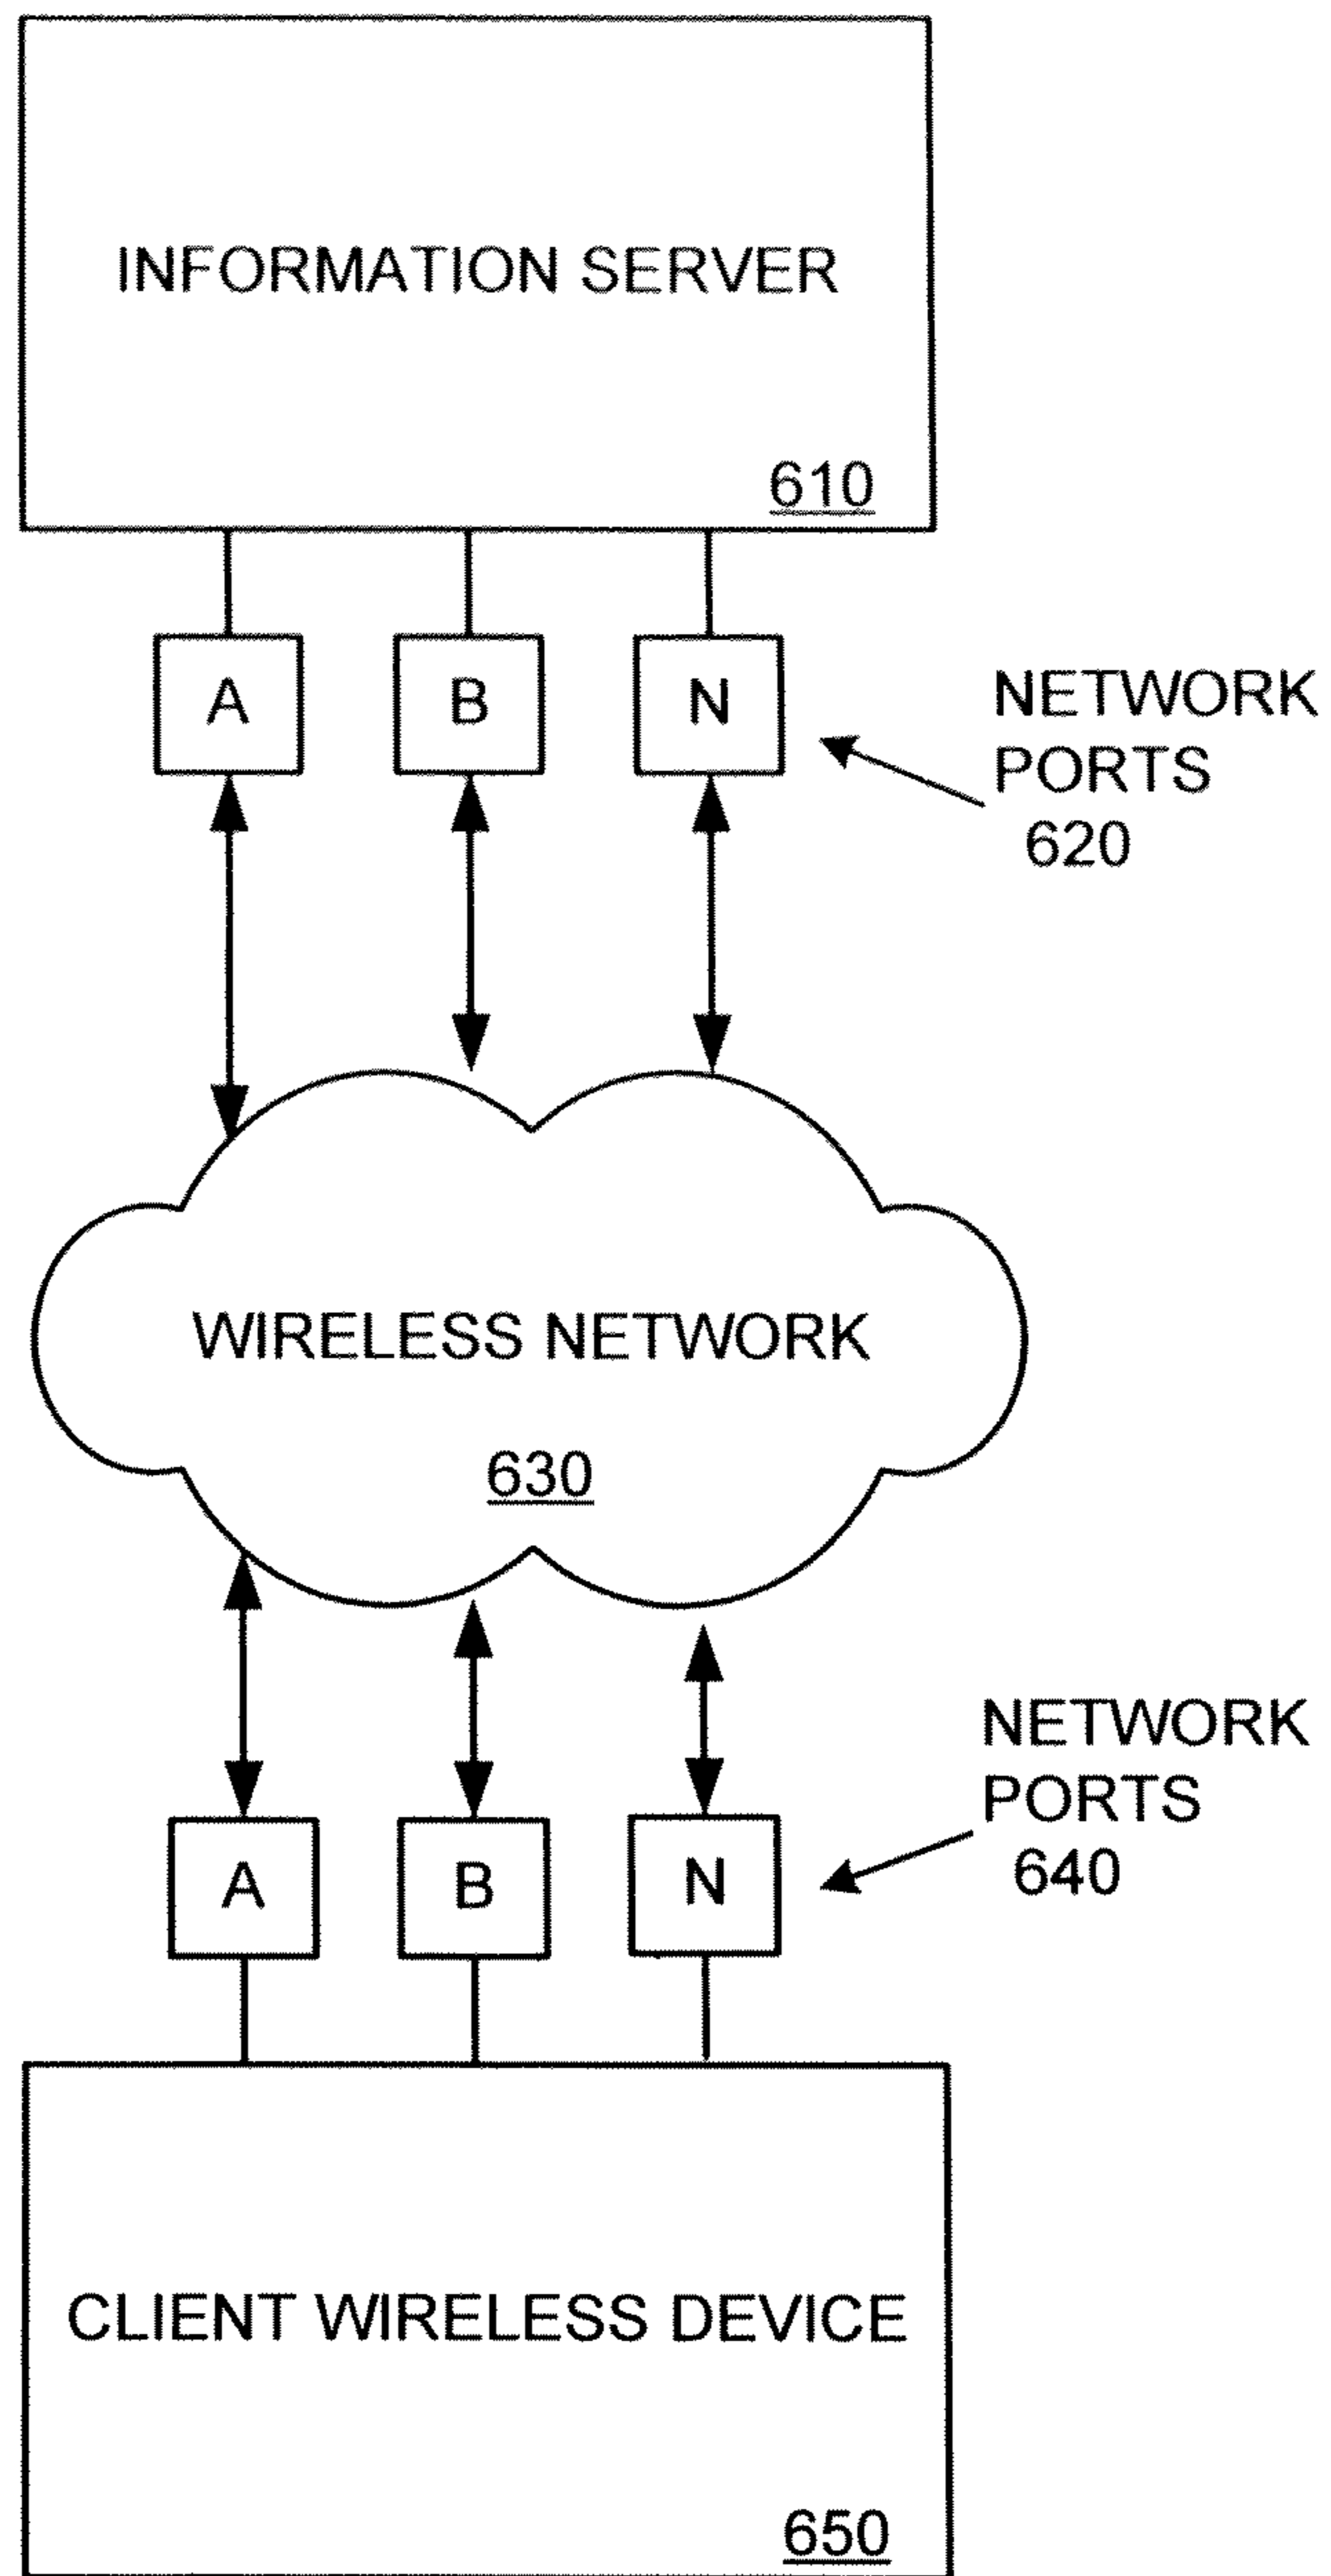 INFORMATION SERVER
610
A B N
NETWORK
PORTS
620
WIRELESS NETWORK
630
NETWORK
PORTS
640
A B N
CLIENT WIRELESS DEVICE
650